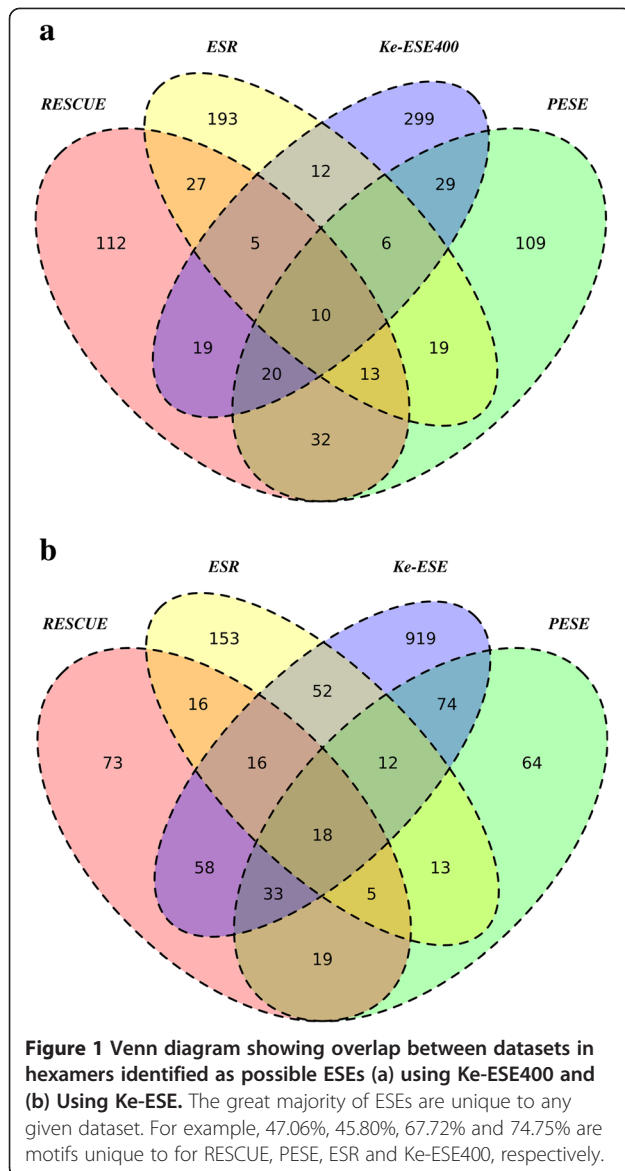 a
ESR
Ke-ESE400
RESCUE
PESE
193
299
27
12
29
112
5
6
109
10
19
20
13
19
32
b
ESR
Ke-ESE
RESCUE
PESE
153
919
16
52
74
73
16
12
64
18
58
33
5
13
19
Figure 1 Venn diagram showing overlap between datasets in
hexamers identified as possible ESEs (a) using Ke-ESE400 and
(b) Using Ke-ESE. The great majority of ESEs are unique to any
given dataset. For example, 47.06%, 45.80%, 67.72% and 74.75% are
motifs unique to for RESCUE, PESE, ESR and Ke-ESE400, respectively.